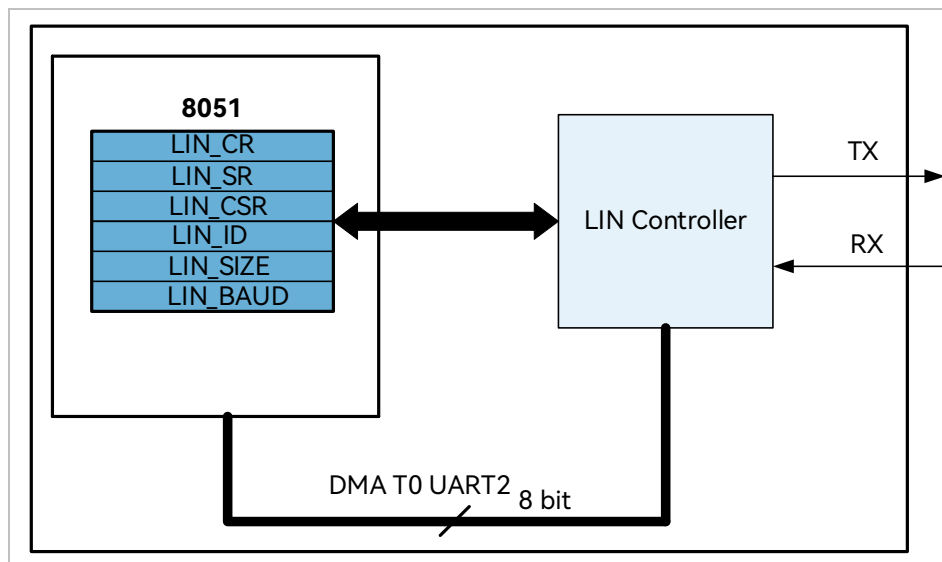 8051
LIN_CR
LIN_SR
LIN_CSR
LIN_ID
LIN_SIZE
LIN_BAUD
LIN Controller
TX
RX
DMA T0 UART2
8 bit